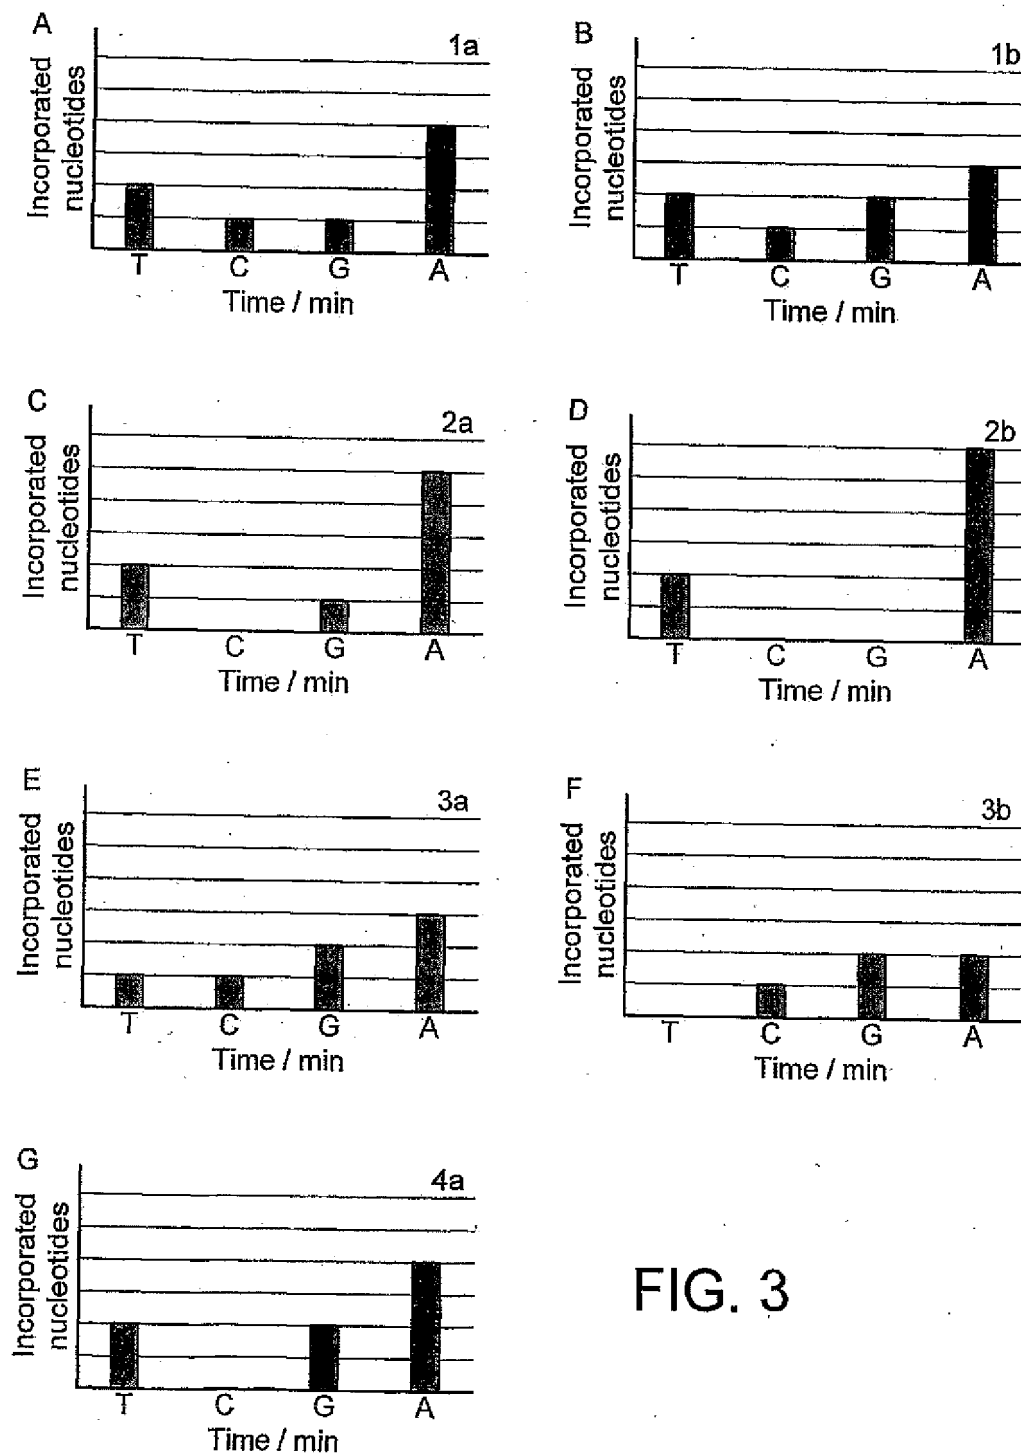 A
1a
Incorporated
nucleotides
T C G A
Time / min
B
1b
Incorporated
nucleotides
T C G A
Time / min
C
2a
Incorporated
nucleotides
T C G A
Time / min
D
2b
Incorporated
nucleotides
T C G A
Time / min
E
3a
Incorporated
nucleotides
T C G A
Time / min
F
3b
Incorporated
nucleotides
T C G A
Time / min
G
4a
Incorporated
nucleotides
T C G A
Time / min
FIG. 3